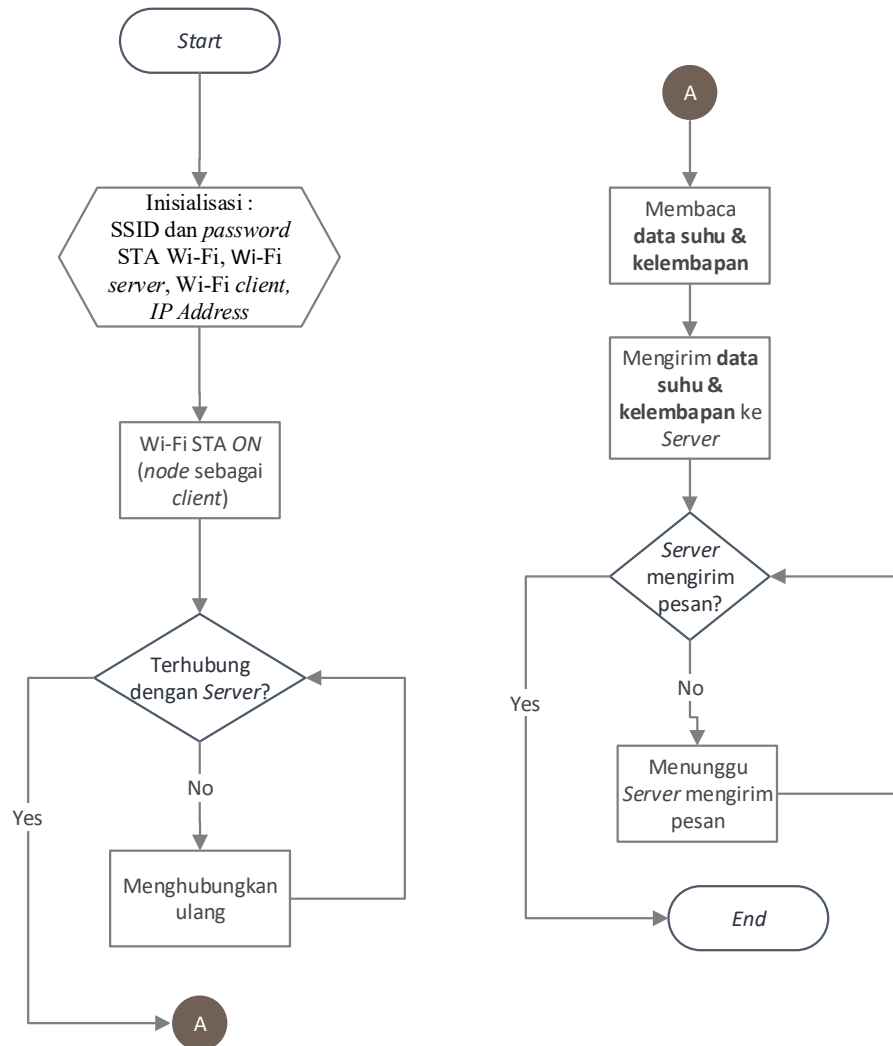 Start
Inisialisasi :
SSID dan password
STA Wi-Fi, Wi-Fi
server, Wi-Fi client,
IP Address
Wi-Fi STA ON
(node sebagai
client)
Terhubung
dengan Server?
No
Yes
Menghubungkan
ulang
A
A
Membaca
data suhu &
kelembapan
Mengirim data
suhu &
kelembapan ke
Server
Server
mengirim
pesan?
No
Yes
Menunggu
Server mengirim
pesan
End